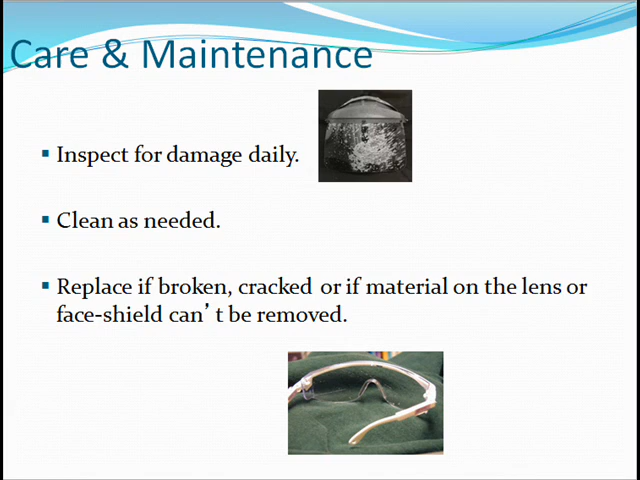 Care & Maintenance
▪ Inspect for damage daily.
▪ Clean as needed.
▪ Replace if broken, cracked or if material on the lens or
face-shield can’ t be removed.